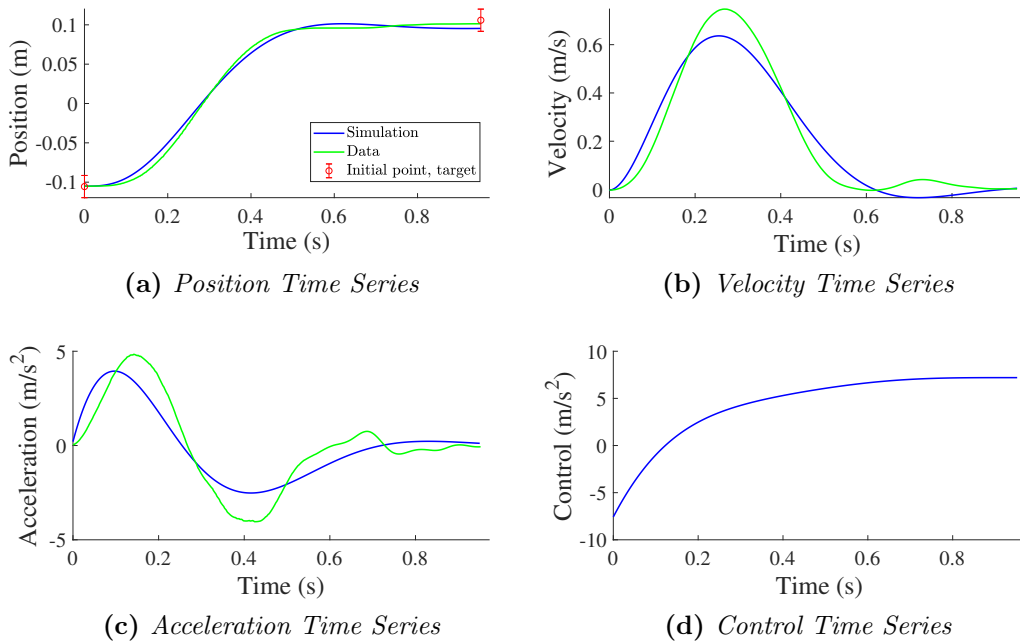 0.1
0.05
0
-0.05
-0.1
Position (m)
0
0.2
0.4
0.6
0.8
Time (s)
Simulation
Data
Initial point, target
(a) Position Time Series
0.6
0.4
0.2
0
Velocity (m/s)
0
0.2
0.4
0.6
0.8
Time (s)
(b) Velocity Time Series
5
0
-5
Acceleration (m/s²)
0
0.2
0.4
0.6
0.8
Time (s)
(c) Acceleration Time Series
10
5
0
-5
-10
Control (m/s²)
0
0.2
0.4
0.6
0.8
Time (s)
(d) Control Time Series